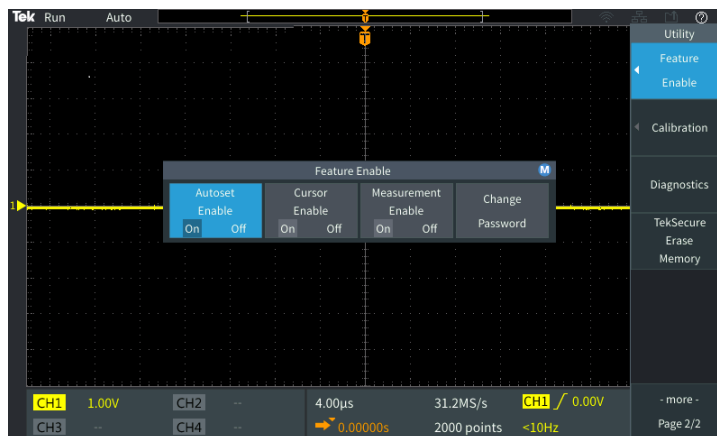 Tek Run Auto
T
?
T
Utility
Feature
Enable
Calibration
Diagnostics
TekSecure
Erase
Memory
- more -
Page 2/2
1
Feature Enable M
Autoset
Enable
On Off
Cursor
Enable
On Off
Measurement
Enable
On Off
Change
Password
CH1 1.00V CH2 -- 4.00µs 31.2MS/s CH1 0.00V
CH3 -- CH4 -- 0.00000s 2000 points <10Hz